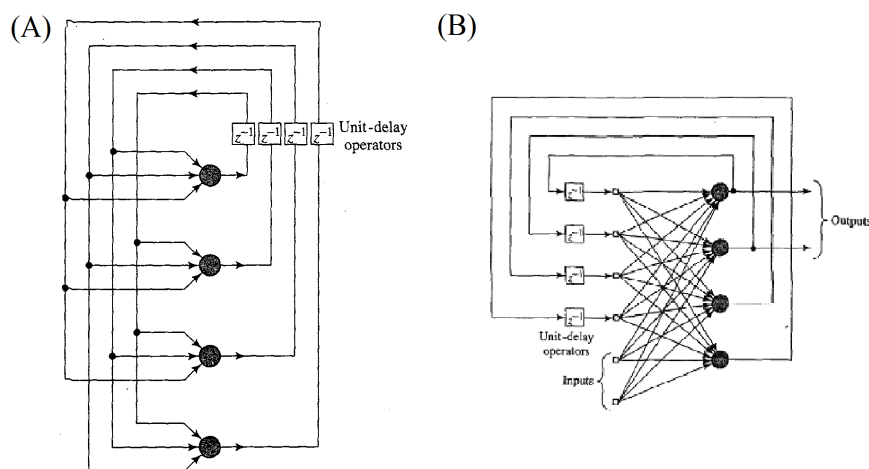 (A)
z⁻¹ z⁻¹ z⁻¹ z⁻¹
Unit-delay
operators
(B)
z⁻¹
z⁻¹
z⁻¹
z⁻¹
Outputs
Unit-delay
operators
Inputs